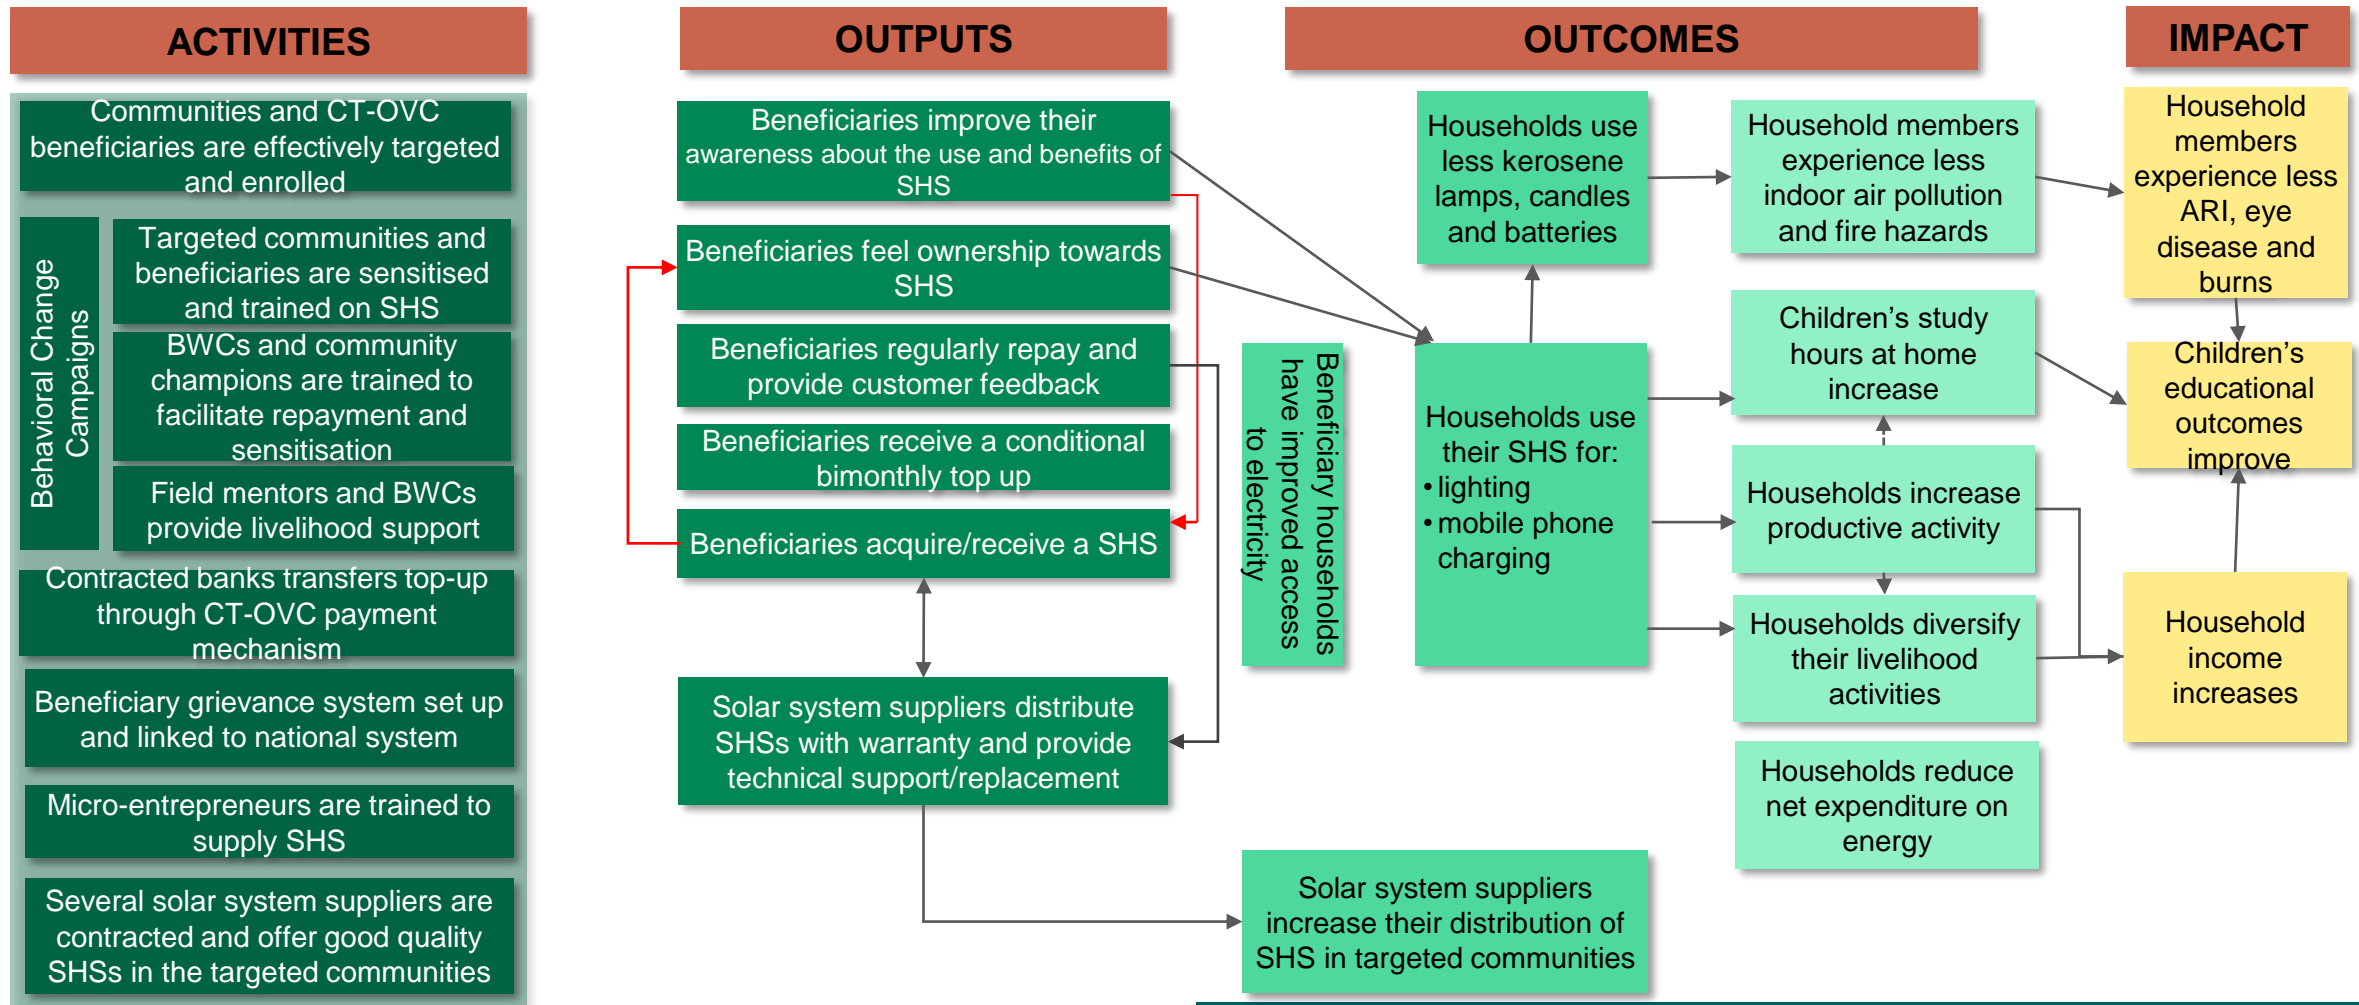 ACTIVITIES
Communities and CT-OVC
beneficiaries are effectively targeted
and enrolled
Behavioral Change
Campaigns
Targeted communities and
beneficiaries are sensitised
and trained on SHS
BWCs and community
champions are trained to
facilitate repayment and
sensitisation
Field mentors and BWCs
provide livelihood support
Contracted banks transfers top-up
through CT-OVC payment
mechanism
Beneficiary grievance system set up
and linked to national system
Micro-entrepreneurs are trained to
supply SHS
Several solar system suppliers are
contracted and offer good quality
SHSs in the targeted communities
OUTPUTS
Beneficiaries improve their
awareness about the use and benefits of
SHS
Beneficiaries feel ownership towards
SHS
Beneficiaries regularly repay and
provide customer feedback
Beneficiaries receive a conditional
bimonthly top up
Beneficiaries acquire/receive a SHS
Solar system suppliers distribute
SHSs with warranty and provide
technical support/replacement
OUTCOMES
Beneficiary households
have improved access
to electricity
Households use
less kerosene
lamps, candles
and batteries
Households use
their SHS for:
• lighting
• mobile phone
charging
Solar system suppliers
increase their distribution of
SHS in targeted communities
Household members
experience less
indoor air pollution
and fire hazards
Children’s study
hours at home
increase
Households increase
productive activity
Households diversify
their livelihood
activities
Households reduce
net expenditure on
energy
IMPACT
Household
members
experience less
ARI, eye
disease and
burns
Children’s
educational
outcomes
improve
Household
income
increases